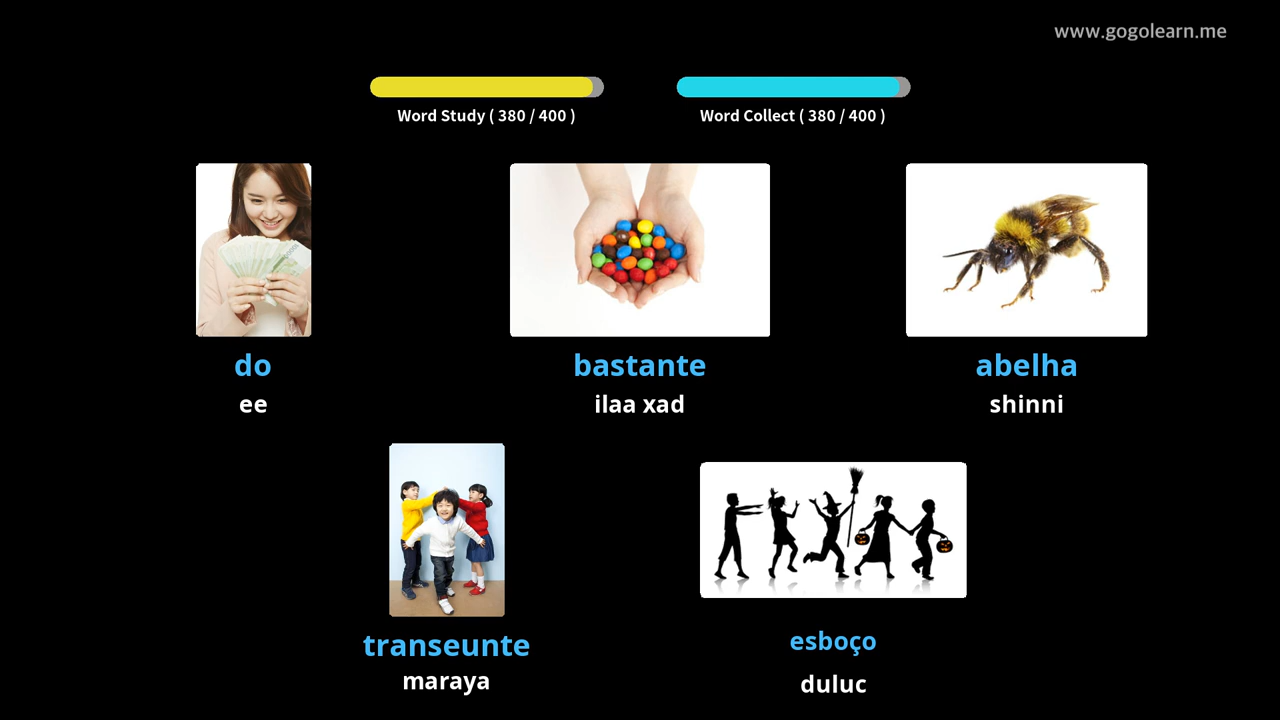 www.gogolearn.me
Word Study ( 380 / 400 )
Word Collect ( 380 / 400 )
do
ee
bastante
ilaa xad
abelha
shinni
transeunte
maraya
esboço
duluc